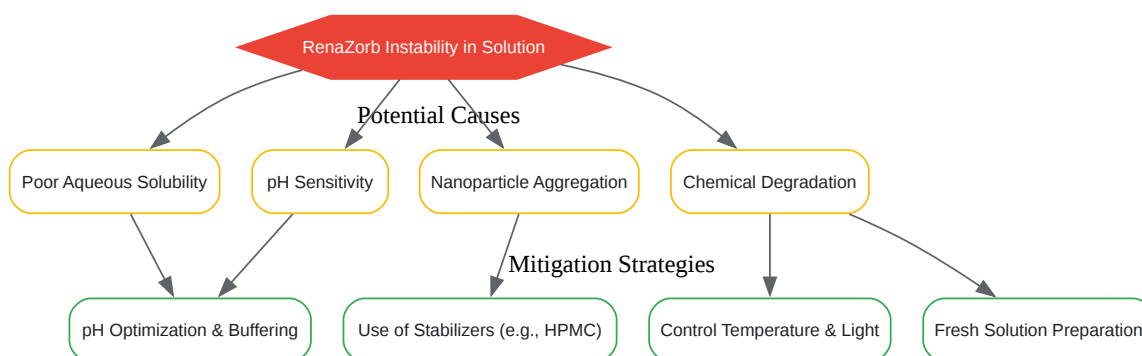 RenaZorb Instability in Solution
Potential Causes
Poor Aqueous Solubility
pH Sensitivity
Nanoparticle Aggregation
Chemical Degradation
Mitigation Strategies
pH Optimization & Buffering
Use of Stabilizers (e.g., HPMC)
Control Temperature & Light
Fresh Solution Preparation